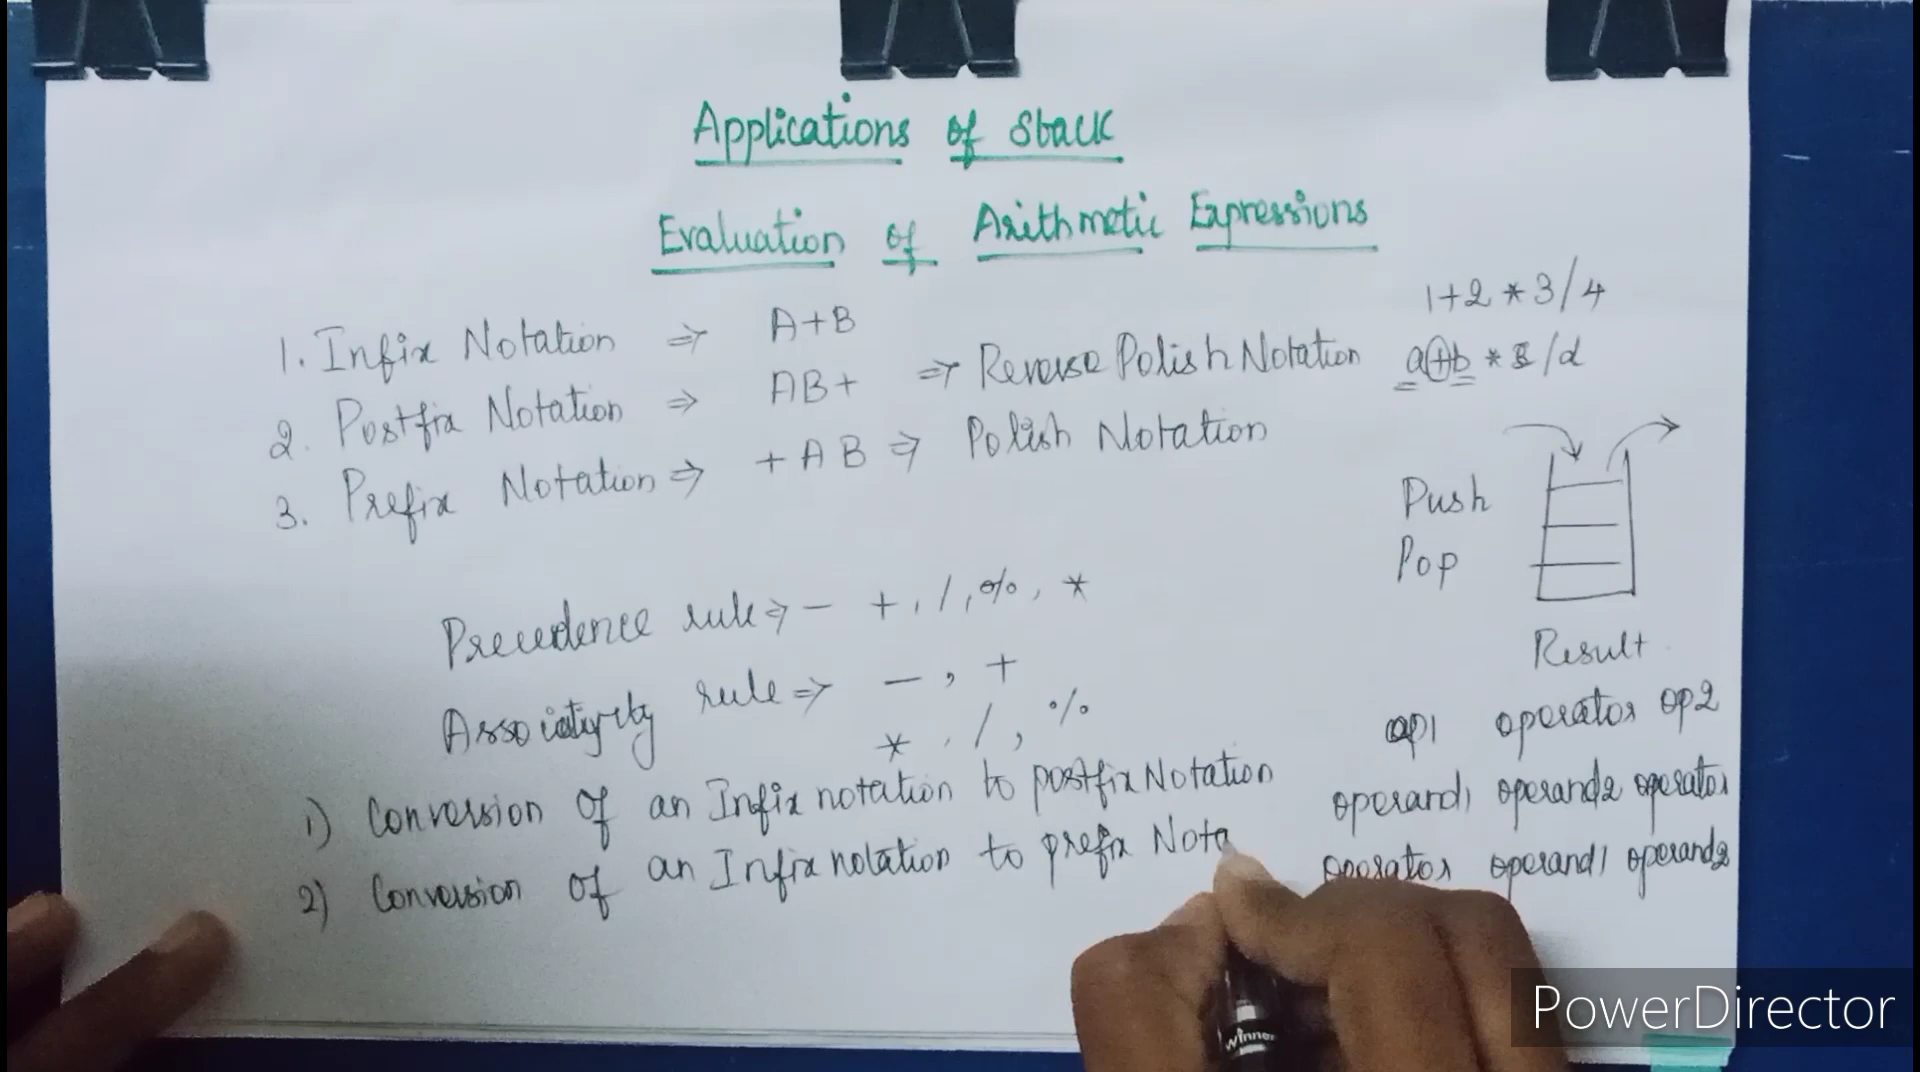 Applications of Stack
Evaluation of Arithmetic Expressions
1+2 * 3/4
1. Infix Notation ⇒ A+B
2. Postfix Notation ⇒ AB+ ⇒ Reverse Polish Notation
a+b * /d
3. Prefix Notation ⇒ +AB ⇒ Polish Notation
Push
Pop
Precedence rule ⇒ - +, /, %, *
Result
Associativity rule ⇒ -, +
*, /, %
op1 operator op2
1) Conversion of an Infix notation to postfix Notation
operand1 operand2 operator
2) Conversion of an Infix notation to prefix Nota
operator operand1 operand2
winner
PowerDirector